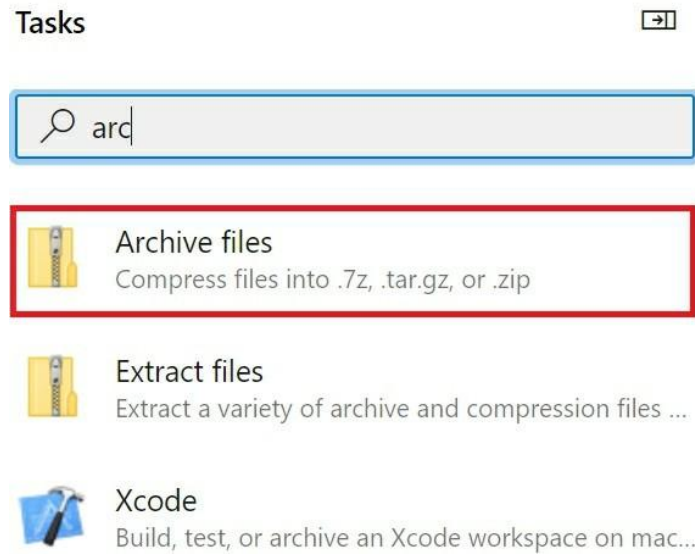 Tasks
arc
Archive files
Compress files into .7z, .tar.gz, or .zip
Extract files
Extract a variety of archive and compression files ...
Xcode
Build, test, or archive an Xcode workspace on mac...